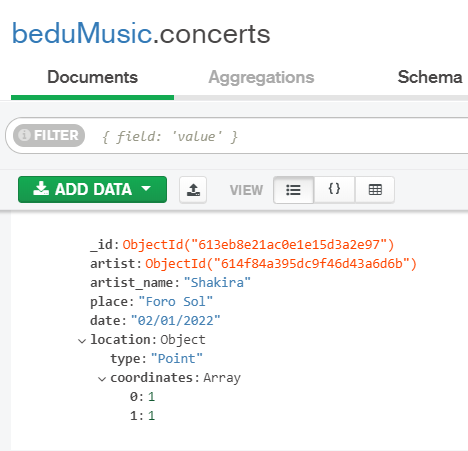 beduMusic.concerts
Documents Aggregations Schema
FILTER { field: 'value' }
ADD DATA VIEW {}
_id: ObjectId("613eb8e21ac0e1e15d3a2e97")
artist: ObjectId("614f84a395dc9f46d43a6d6b")
artist_name: "Shakira"
place: "Foro Sol"
date: "02/01/2022"
location: Object
type: "Point"
coordinates: Array
0: 1
1: 1